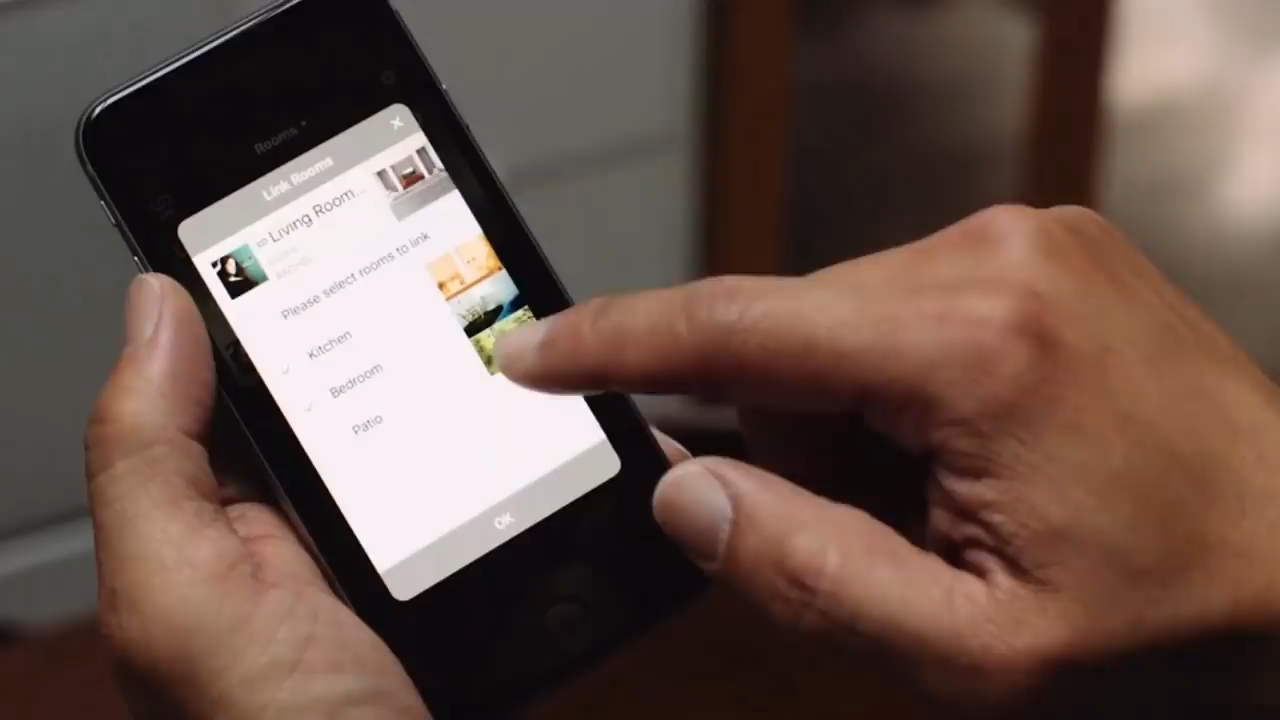 Rooms
Link Rooms
Living Room...
Please select rooms to link
Kitchen
Bedroom
Patio
OK